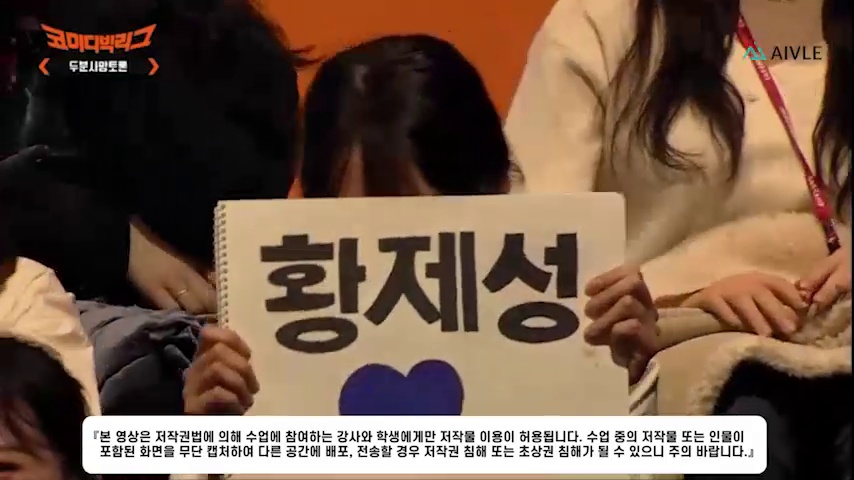 코미디빅리그
두분사망토론
AIVLE
황제성
『본 영상은 저작권법에 의해 수업에 참여하는 강사와 학생에게만 저작물 이용이 허용됩니다. 수업 중의 저작물 또는 인물이
포함된 화면을 무단 캡처하여 다른 공간에 배포, 전송할 경우 저작권 침해 또는 초상권 침해가 될 수 있으니 주의 바랍니다.』